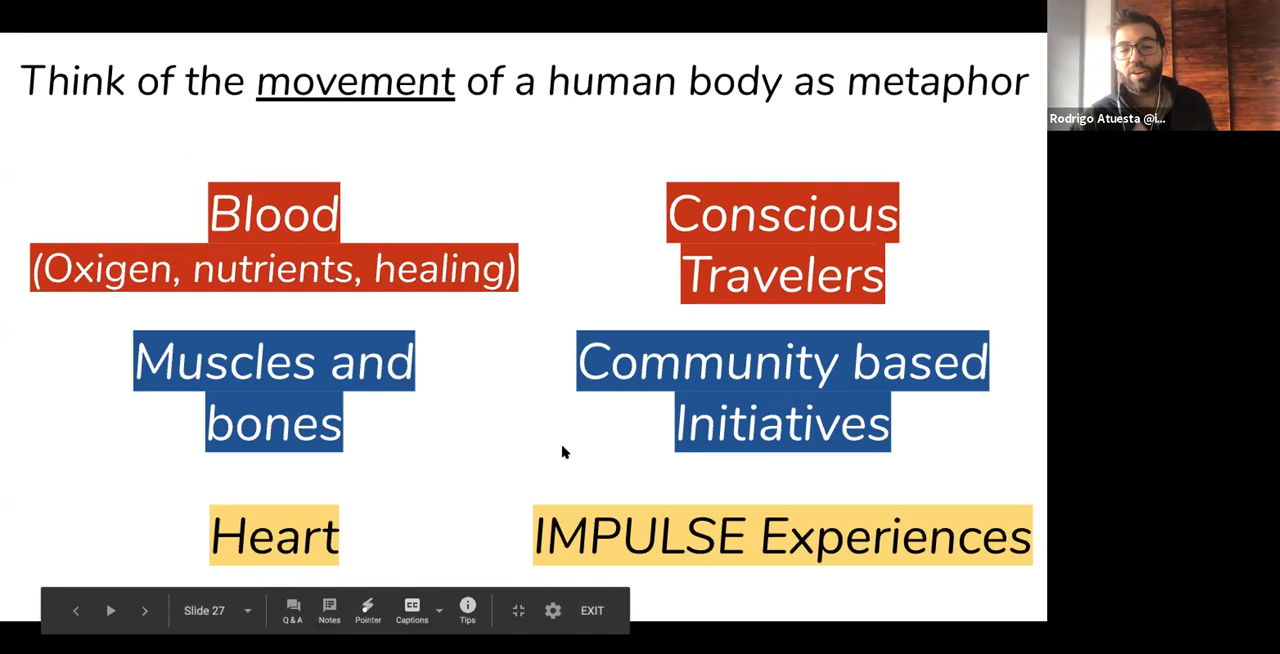 Think of the movement of a human body as metaphor
Blood
(Oxigen, nutrients, healing)
Conscious
Travelers
Muscles and
bones
Community based
Initiatives
Heart
IMPULSE Experiences
Slide 27
Q & A
Notes
Pointer
CC
Captions
Tips
EXIT
Rodrigo Atuesta @i...